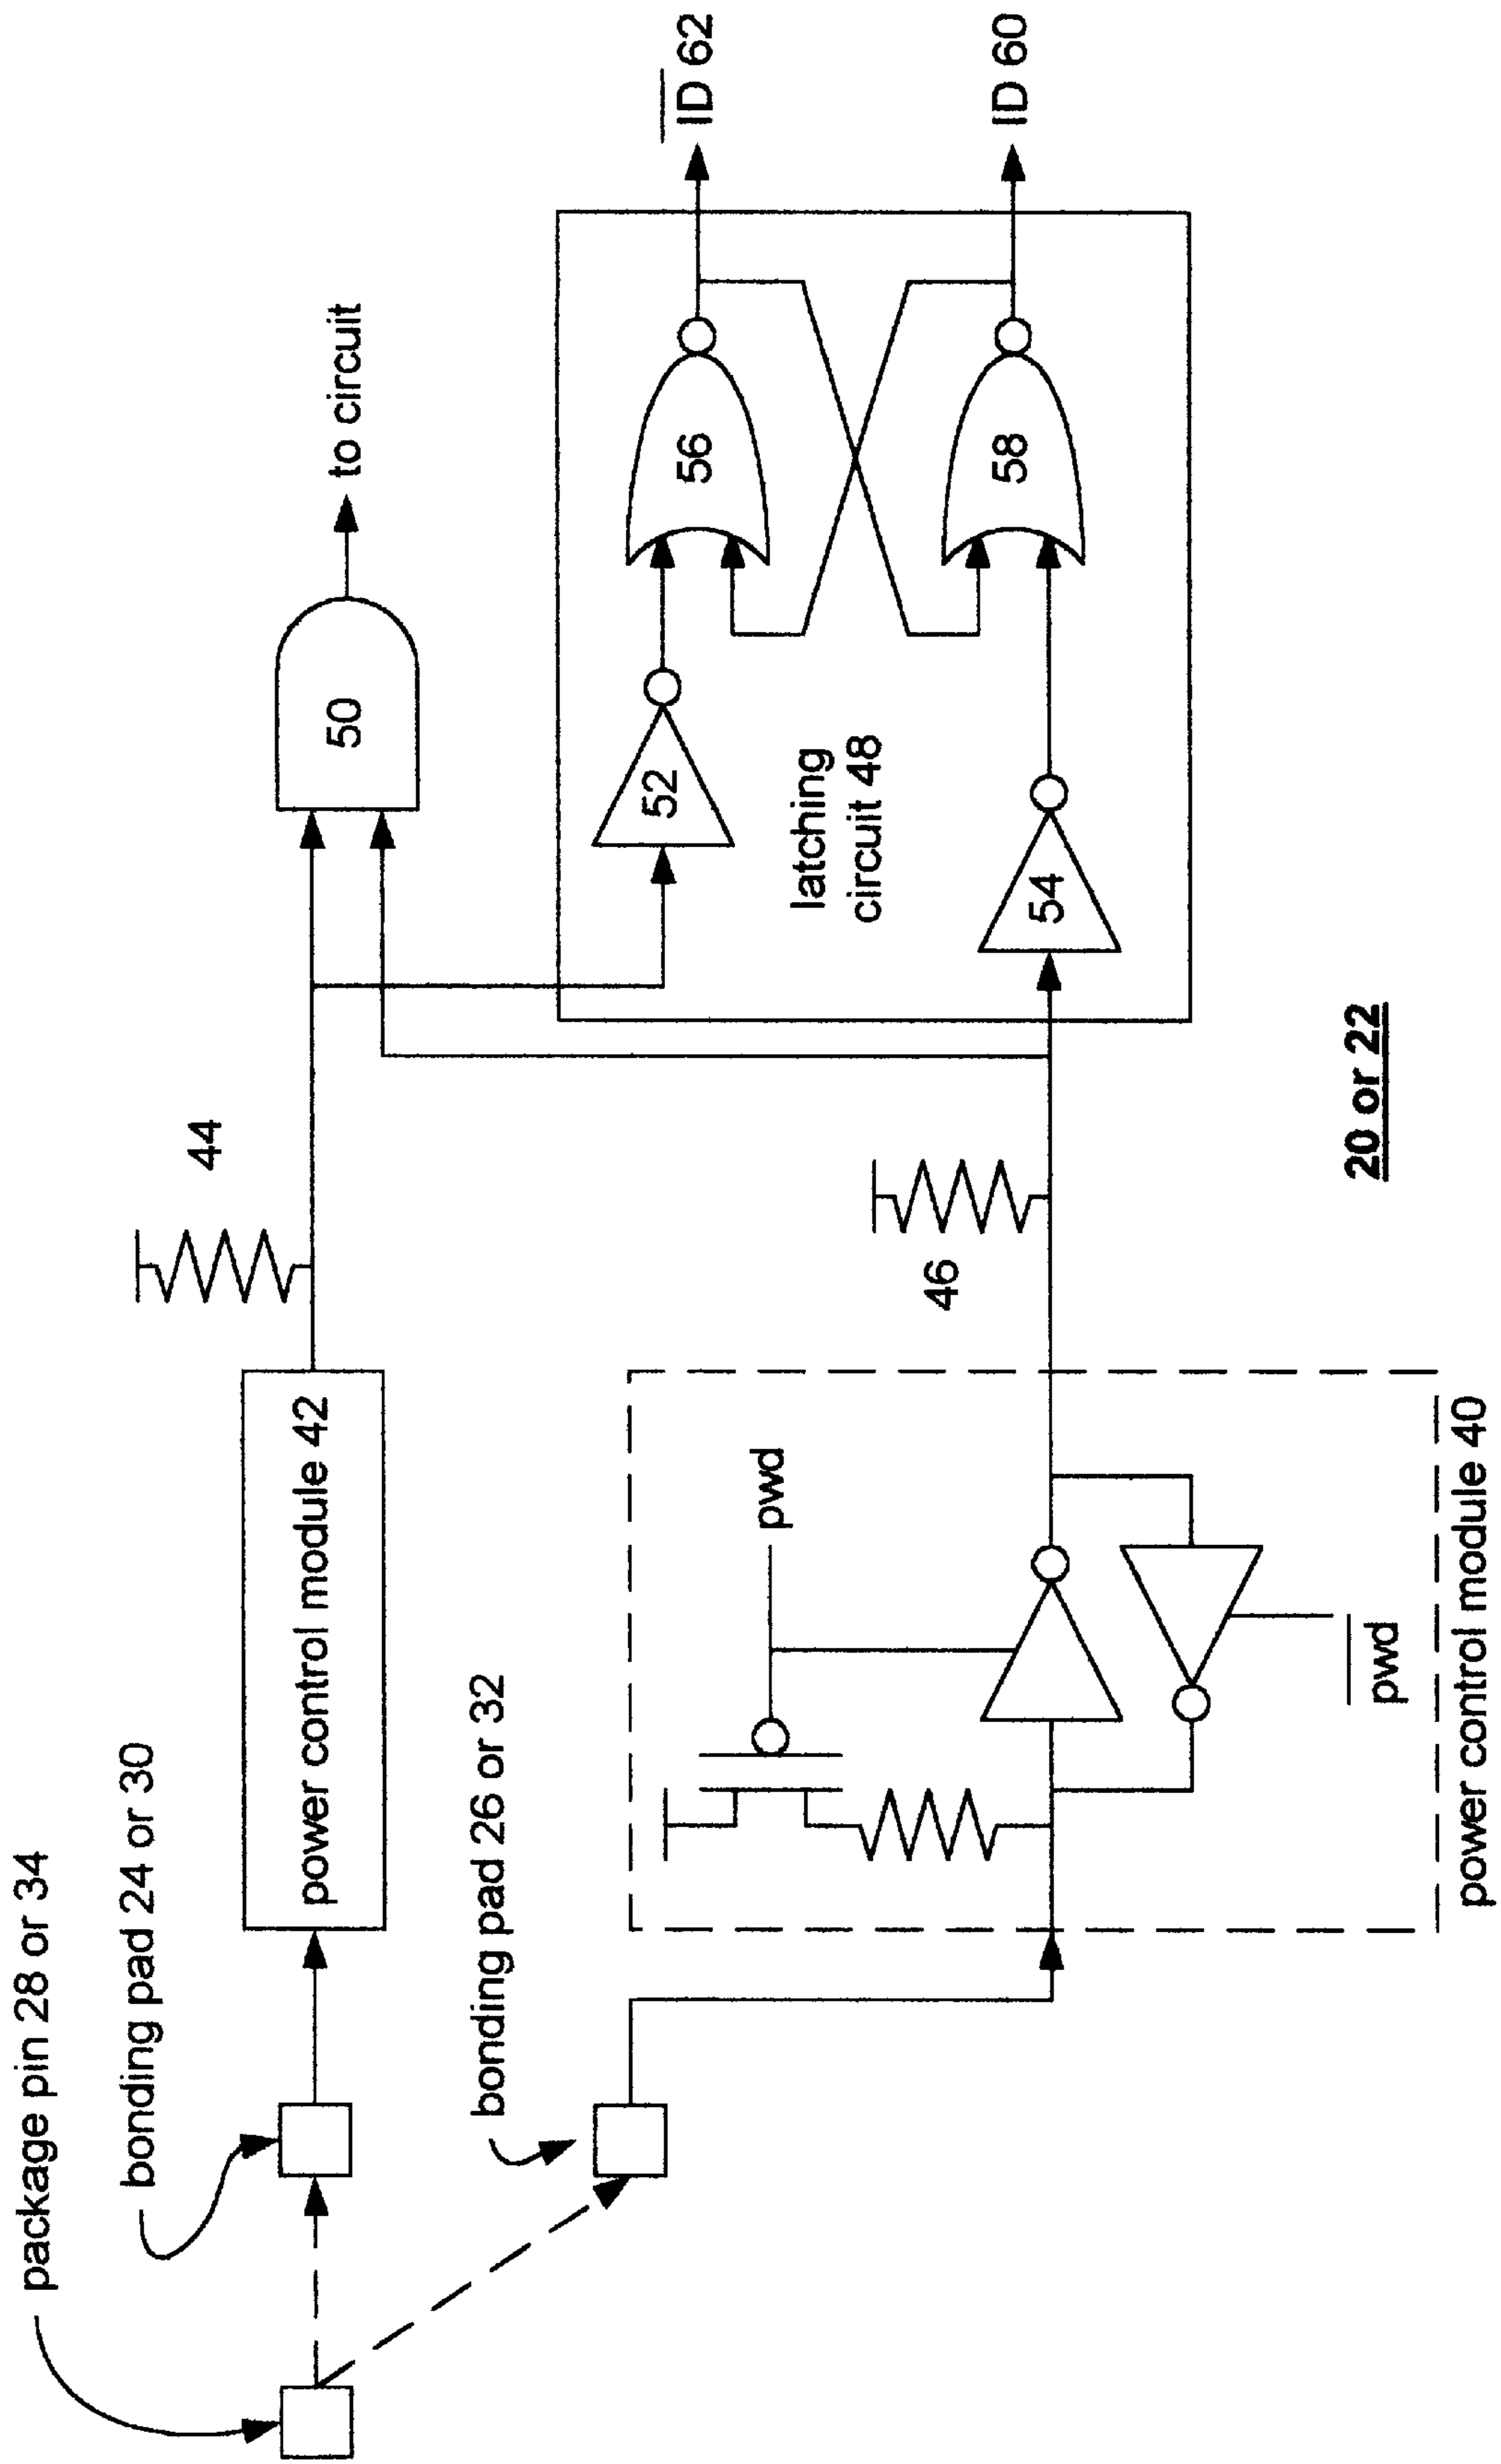 package pin 28 or 34
bonding pad 24 or 30
power control module 42
44
50
to circuit
bonding pad 26 or 32
pwd
pwd
power control module 40
46
latching
circuit 48
52
54
56
58
ID 62
ID 60
20 or 22